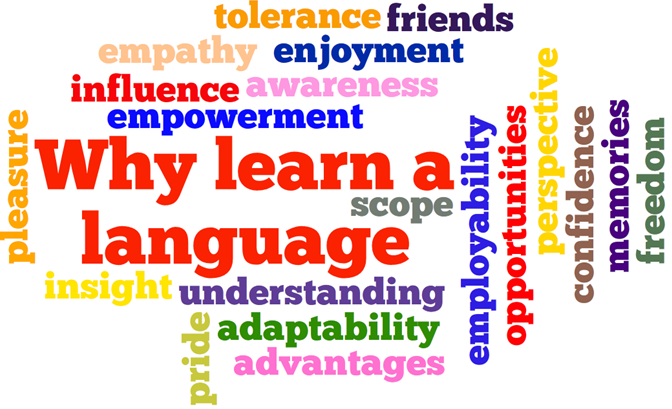 tolerance
friends
empathy
enjoyment
influence
awareness
empowerment
pleasure
Why learn a
scope
language
insight
understanding
adaptability
pride
advantages
employability
opportunities
perspective
confidence
memories
freedom